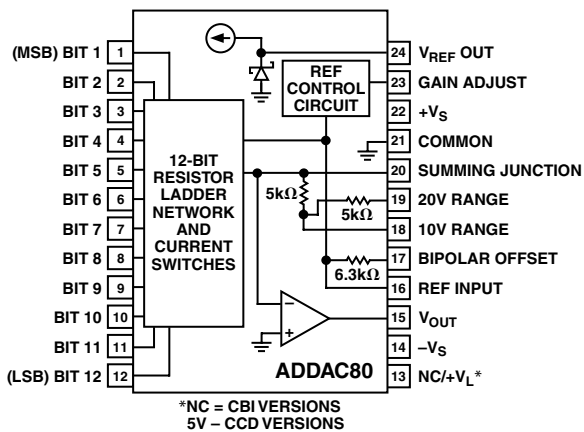 (MSB) BIT 1 1
BIT 2 2
BIT 3 3
BIT 4 4
BIT 5 5
BIT 6 6
BIT 7 7
BIT 8 8
BIT 9 9
BIT 10 10
BIT 11 11
(LSB) BIT 12 12
12-BIT
RESISTOR
LADDER
NETWORK
AND
CURRENT
SWITCHES
REF
CONTROL
CIRCUIT
5kΩ
5kΩ
6.3kΩ
−
+
ADDAC80
24 VREF OUT
23 GAIN ADJUST
22 +VS
21 COMMON
20 SUMMING JUNCTION
19 20V RANGE
18 10V RANGE
17 BIPOLAR OFFSET
16 REF INPUT
15 VOUT
14 –VS
13 NC/+VL*
*NC = CBI VERSIONS
5V – CCD VERSIONS